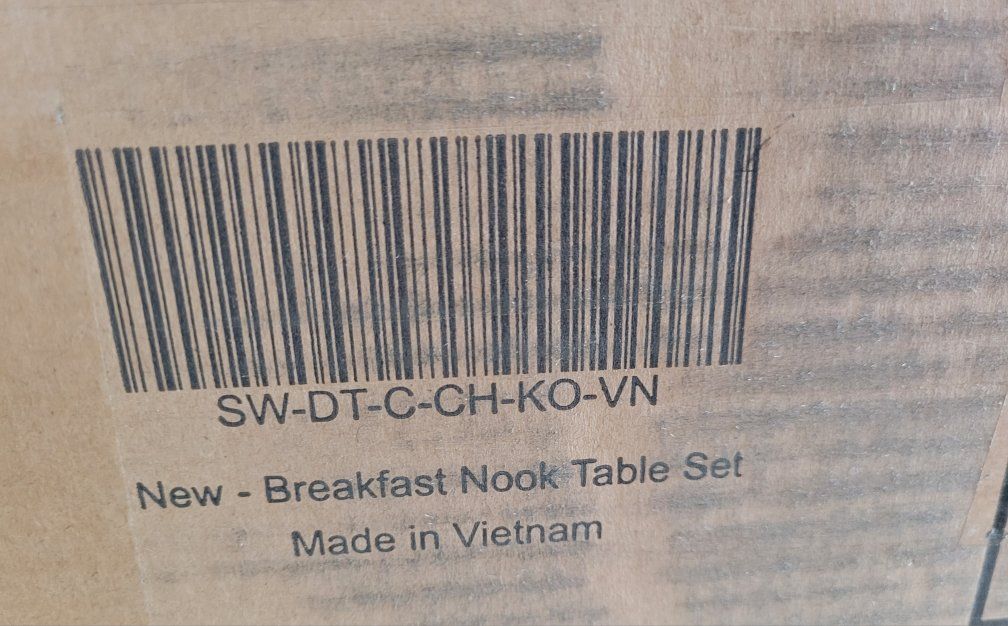 SW-DT-C-CH-KO-VN
New - Breakfast Nook Table Set
Made in Vietnam